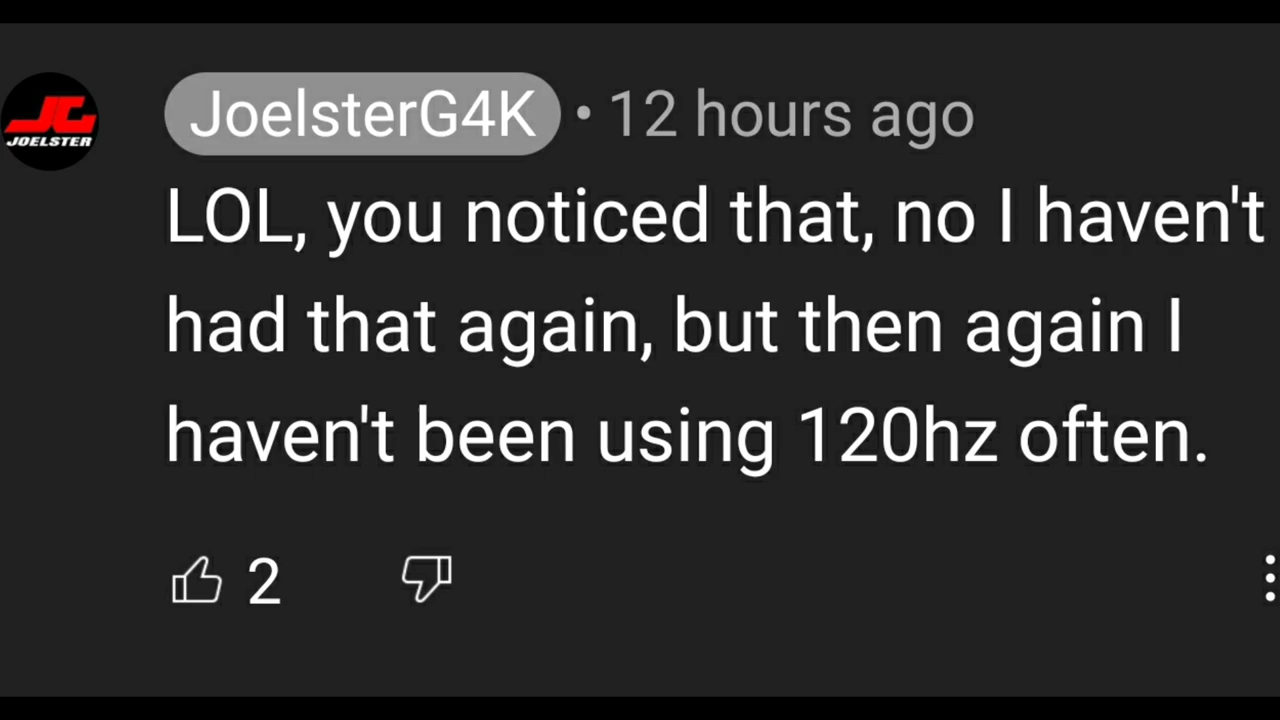 JG
JOELSTER
JoelsterG4K • 12 hours ago
LOL, you noticed that, no I haven't
had that again, but then again I
haven't been using 120hz often.
2